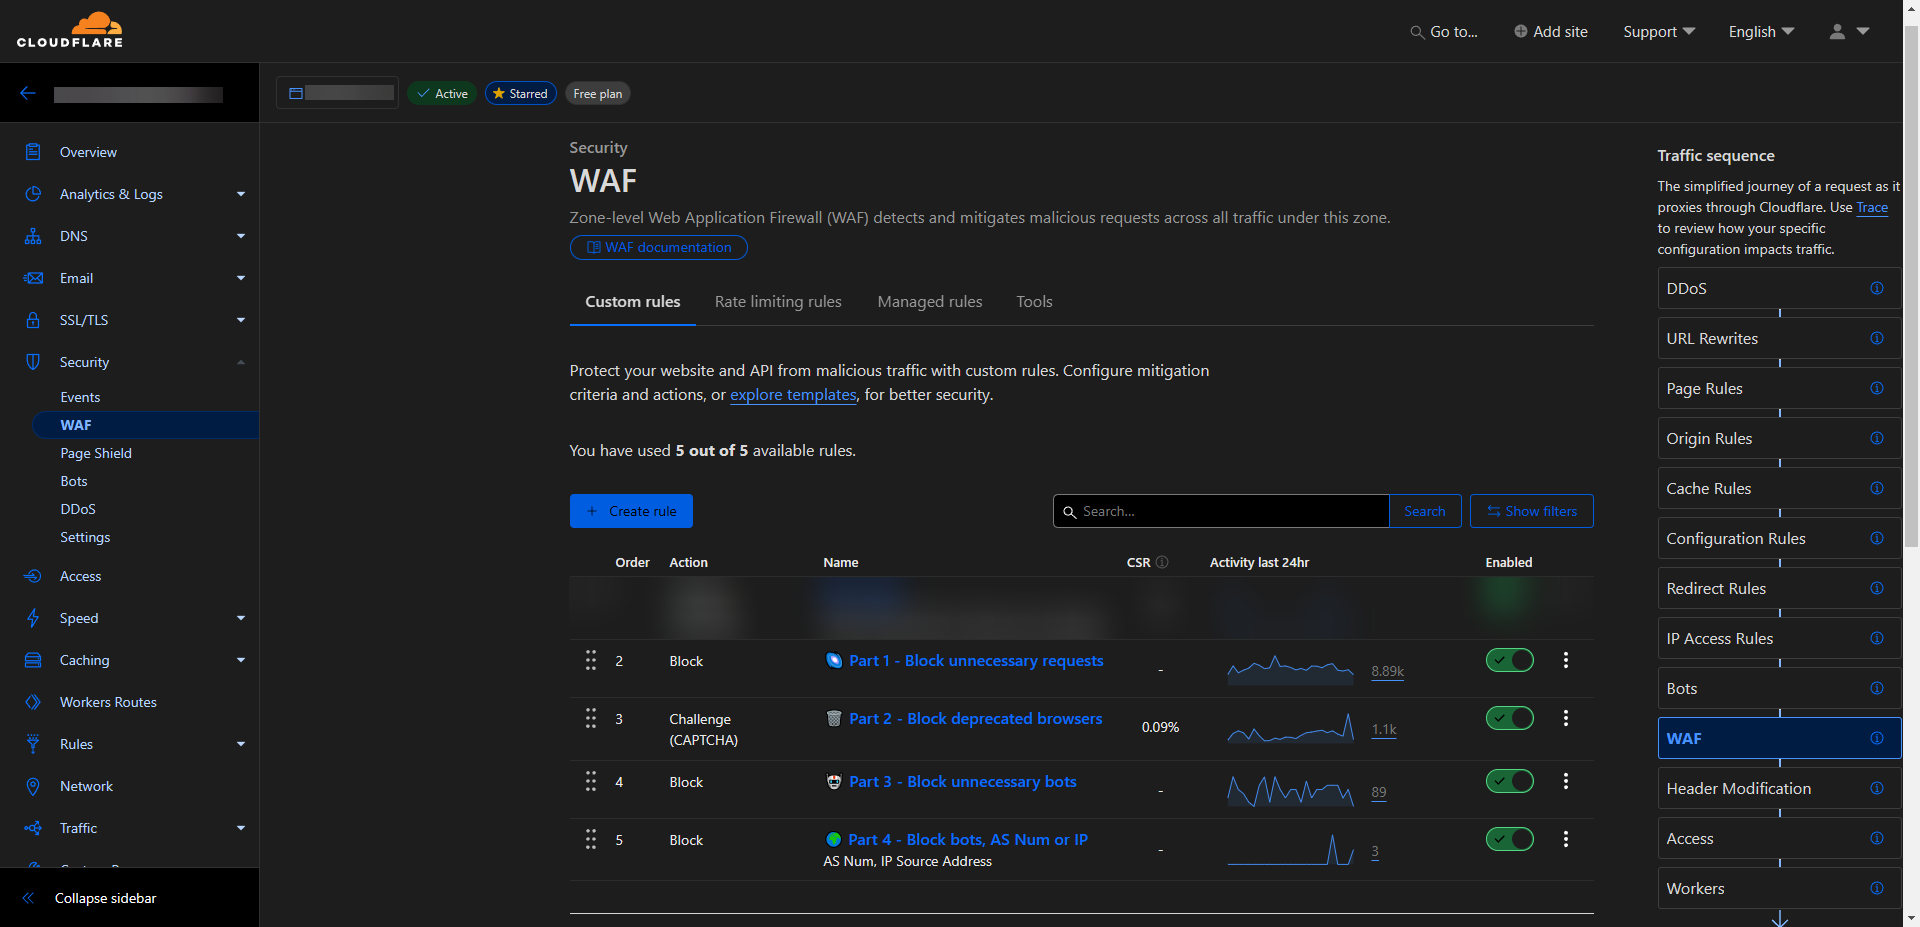 CLOUDFLARE
Go to...
Add site
Support
English
Active
Starred
Free plan
Overview
Analytics & Logs
DNS
Email
SSL/TLS
Security
Events
WAF
Page Shield
Bots
DDoS
Settings
Access
Speed
Caching
Workers Routes
Rules
Network
Traffic
Collapse sidebar
Security
WAF
Zone-level Web Application Firewall (WAF) detects and mitigates malicious requests across all traffic under this zone.
WAF documentation
Custom rules
Rate limiting rules
Managed rules
Tools
Protect your website and API from malicious traffic with custom rules. Configure mitigation
criteria and actions, or explore templates, for better security.
You have used 5 out of 5 available rules.
+ Create rule
Search...
Search
Show filters
Order Action Name CSR Activity last 24hr Enabled
2 Block Part 1 - Block unnecessary requests - 8.89k
3 Challenge Part 2 - Block deprecated browsers 0.09% 1.1k
(CAPTCHA)
4 Block Part 3 - Block unnecessary bots - 89
5 Block Part 4 - Block bots, AS Num or IP - 3
AS Num, IP Source Address
Traffic sequence
The simplified journey of a request as it
proxies through Cloudflare. Use Trace
to review how your specific
configuration impacts traffic.
DDoS
URL Rewrites
Page Rules
Origin Rules
Cache Rules
Configuration Rules
Redirect Rules
IP Access Rules
Bots
WAF
Header Modification
Access
Workers